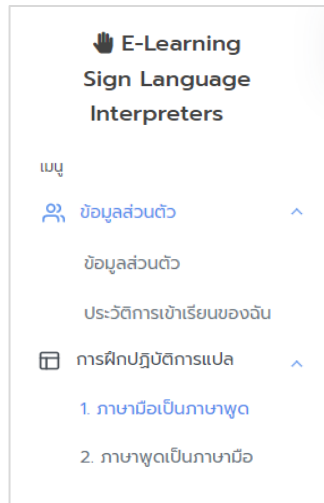 E-Learning
Sign Language
Interpreters
เมนู
ข้อมูลส่วนตัว
ข้อมูลส่วนตัว
ประวัติการเข้าเรียนของฉัน
การฝึกปฏิบัติการแปล
1. ภาษามือเป็นภาษาพูด
2. ภาษาพูดเป็นภาษามือ